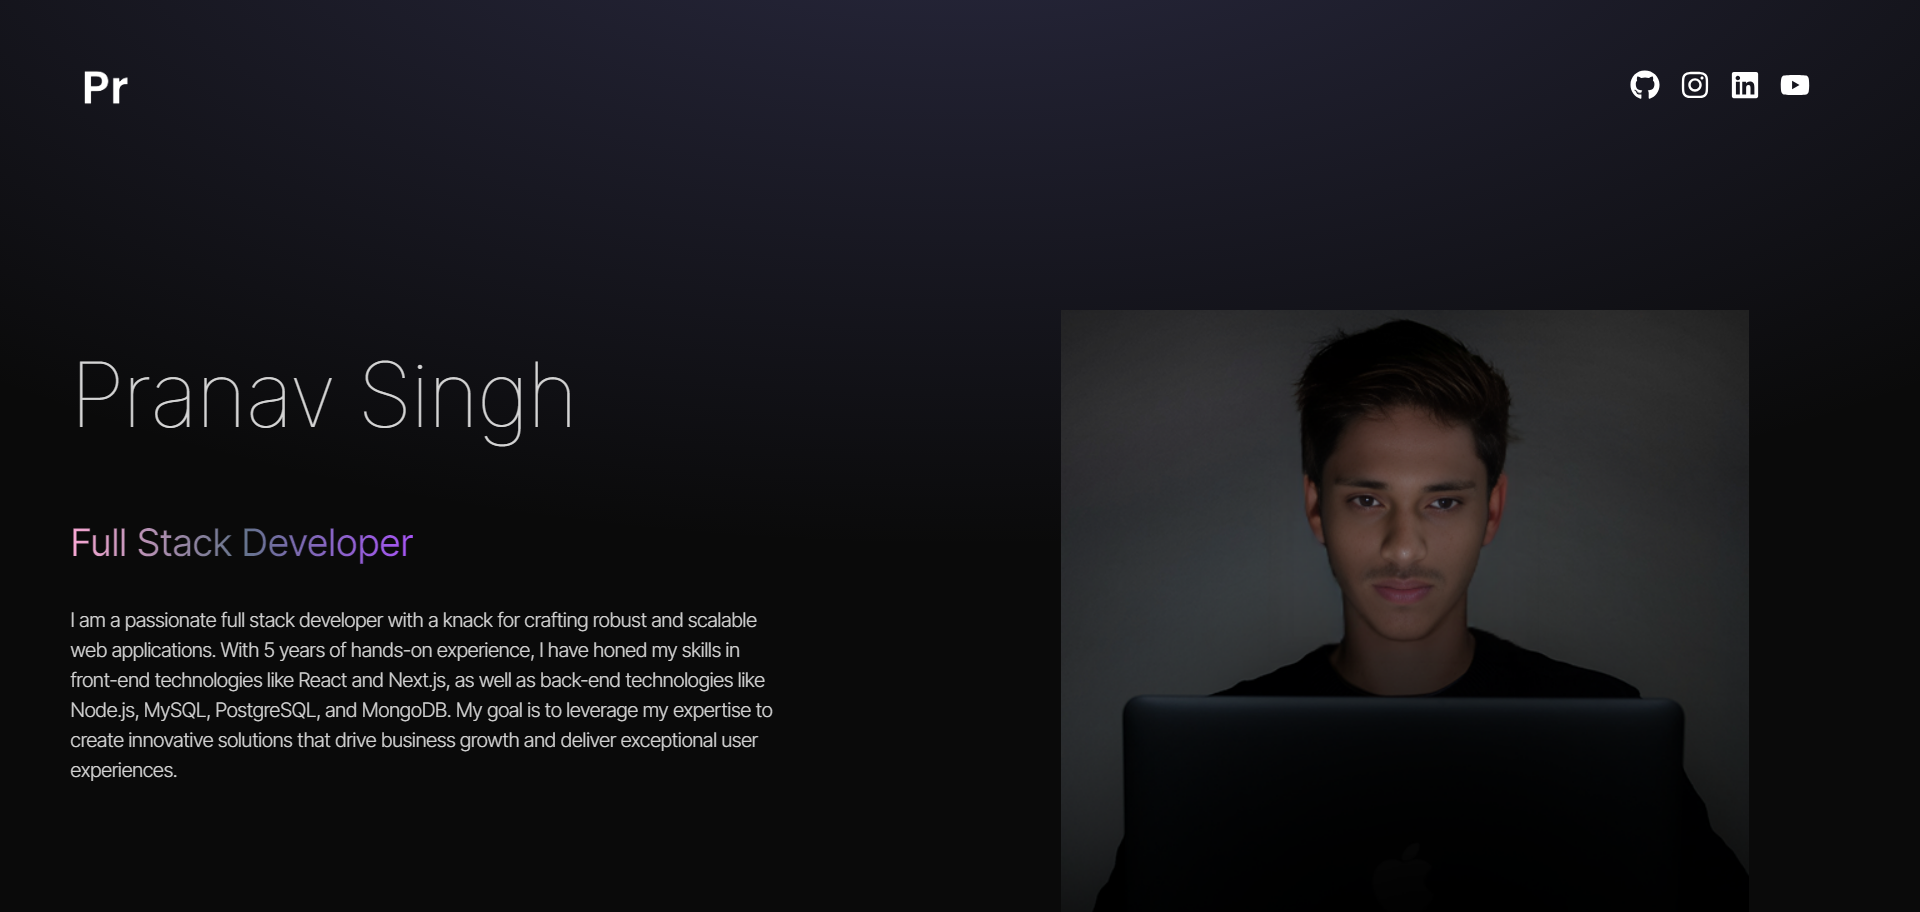 Pr
in
Pranav Singh
Full Stack Developer
I am a passionate full stack developer with a knack for crafting robust and scalable
web applications. With 5 years of hands-on experience, I have honed my skills in
front-end technologies like React and Next.js, as well as back-end technologies like
Node.js, MySQL, PostgreSQL, and MongoDB. My goal is to leverage my expertise to
create innovative solutions that drive business growth and deliver exceptional user
experiences.